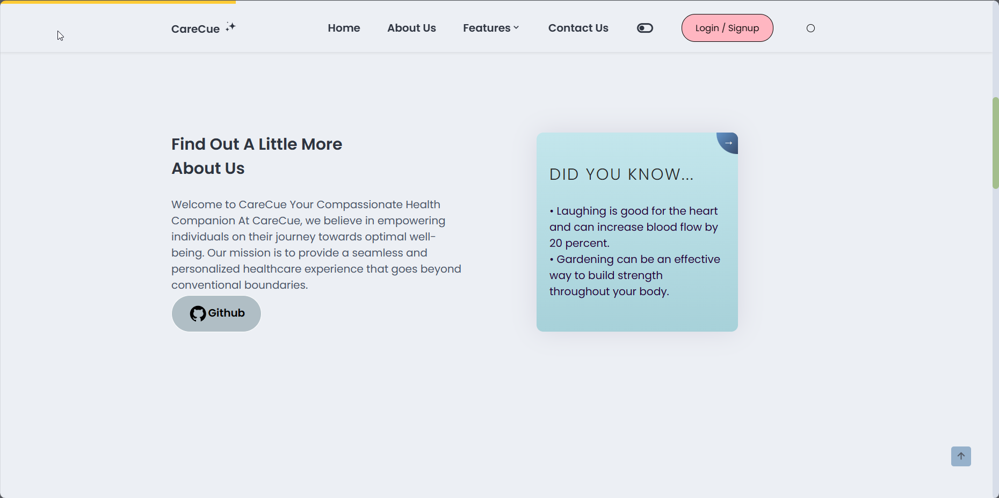 CareCue
Home
About Us
Features
Contact Us
Login / Signup
Find Out A Little More
About Us
Welcome to CareCue Your Compassionate Health
Companion At CareCue, we believe in empowering
individuals on their journey towards optimal well-
being. Our mission is to provide a seamless and
personalized healthcare experience that goes beyond
conventional boundaries.
Github
→
DID YOU KNOW...
• Laughing is good for the heart
and can increase blood flow by
20 percent.
• Gardening can be an effective
way to build strength
throughout your body.